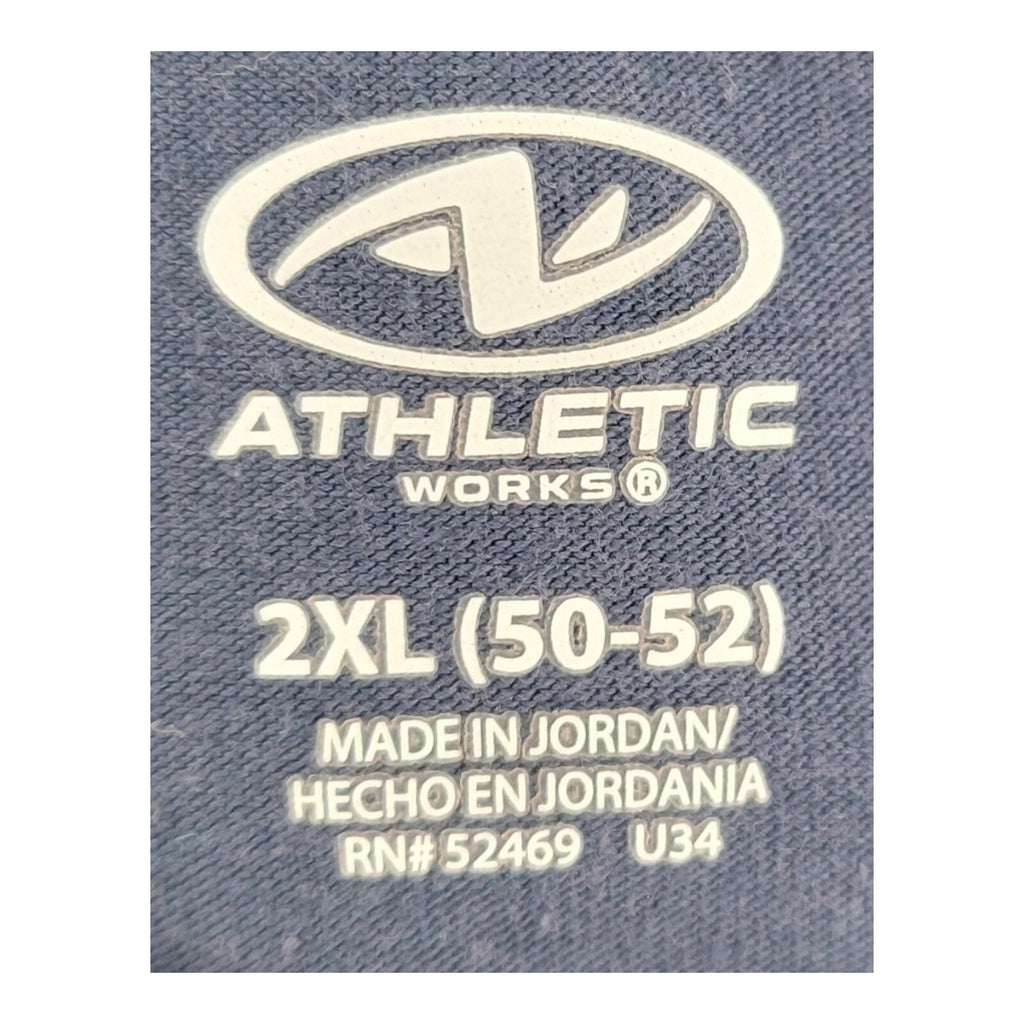 ATHLETIC
WORKS®
2XL (50-52)
MADE IN JORDAN/
HECHO EN JORDANIA
RN# 52469 U34